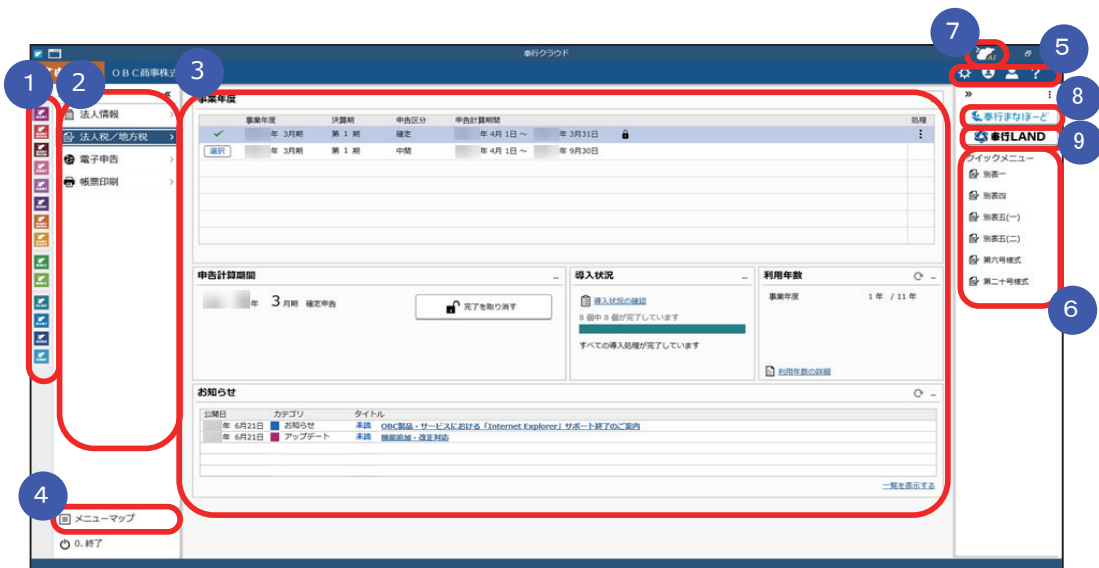 奉行クラウド
7
AI
5
ＯＢＣ商事株式
1
2
3
8
9
6
4
法人情報
法人税／地方税
電子申告
帳票印刷
メニューマップ
0. 終了
事業年度
事業年度 決算期 申告区分 申告計算期間 処理
年 3月期 第 1 期 確定 年 4月 1日 ～ 年 3月31日
選択 年 3月期 第 1 期 中間 年 4月 1日 ～ 年 9月30日
申告計算期間
年 3 月期 確定申告
完了を取り消す
導入状況
導入状況の確認
8 個中 8 個が完了しています
すべての導入処理が完了しています
利用年数
事業年度 1 年 / 11 年
利用年数の詳細
お知らせ
公開日 カテゴリ タイトル
年 6月21日 お知らせ 未読 OBC製品・サービスにおける「Internet Explorer」サポート終了のご案内
年 6月21日 アップデート 未読 機能追加・改正対応
一覧を表示する
奉行まなぼーど
奉行LAND
クイックメニュー
別表一
別表四
別表五(一)
別表五(二)
第六号様式
第二十号様式